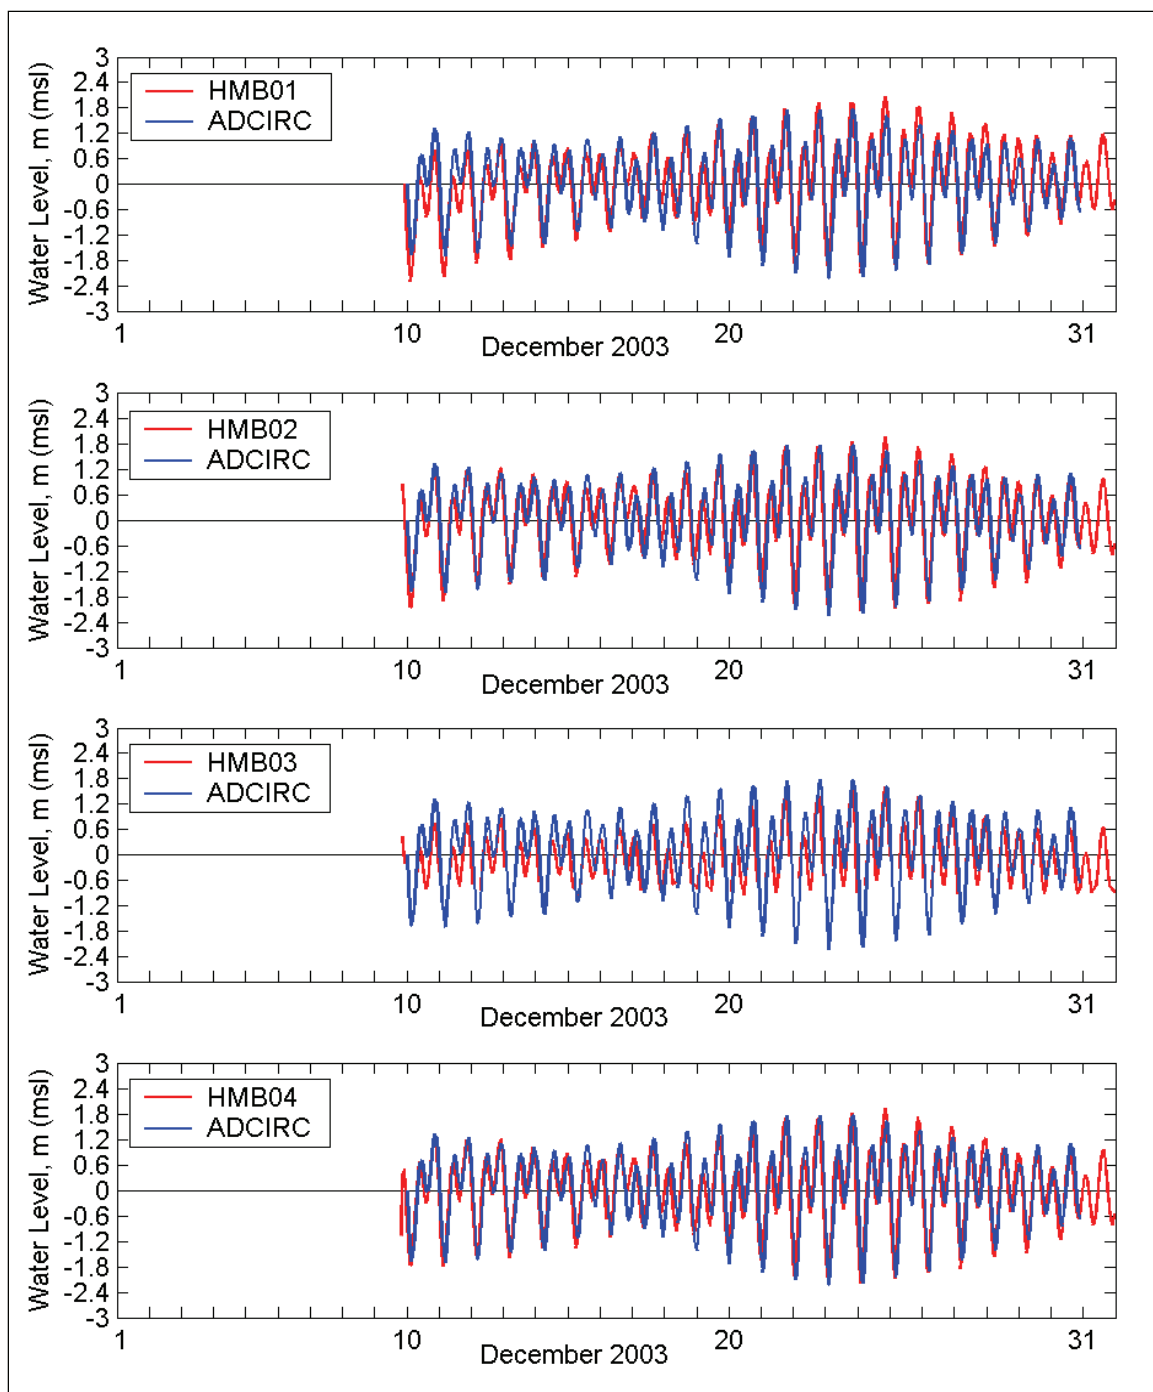 Water Level, m (msl)
3
2.4
1.8
1.2
0.6
0
-0.6
-1.2
-1.8
-2.4
-3
HMB01
ADCIRC
1 10 20 31
December 2003
Water Level, m (msl)
3
2.4
1.8
1.2
0.6
0
-0.6
-1.2
-1.8
-2.4
-3
HMB02
ADCIRC
1 10 20 31
December 2003
Water Level, m (msl)
3
2.4
1.8
1.2
0.6
0
-0.6
-1.2
-1.8
-2.4
-3
HMB03
ADCIRC
1 10 20 31
December 2003
Water Level, m (msl)
3
2.4
1.8
1.2
0.6
0
-0.6
-1.2
-1.8
-2.4
-3
HMB04
ADCIRC
1 10 20 31
December 2003